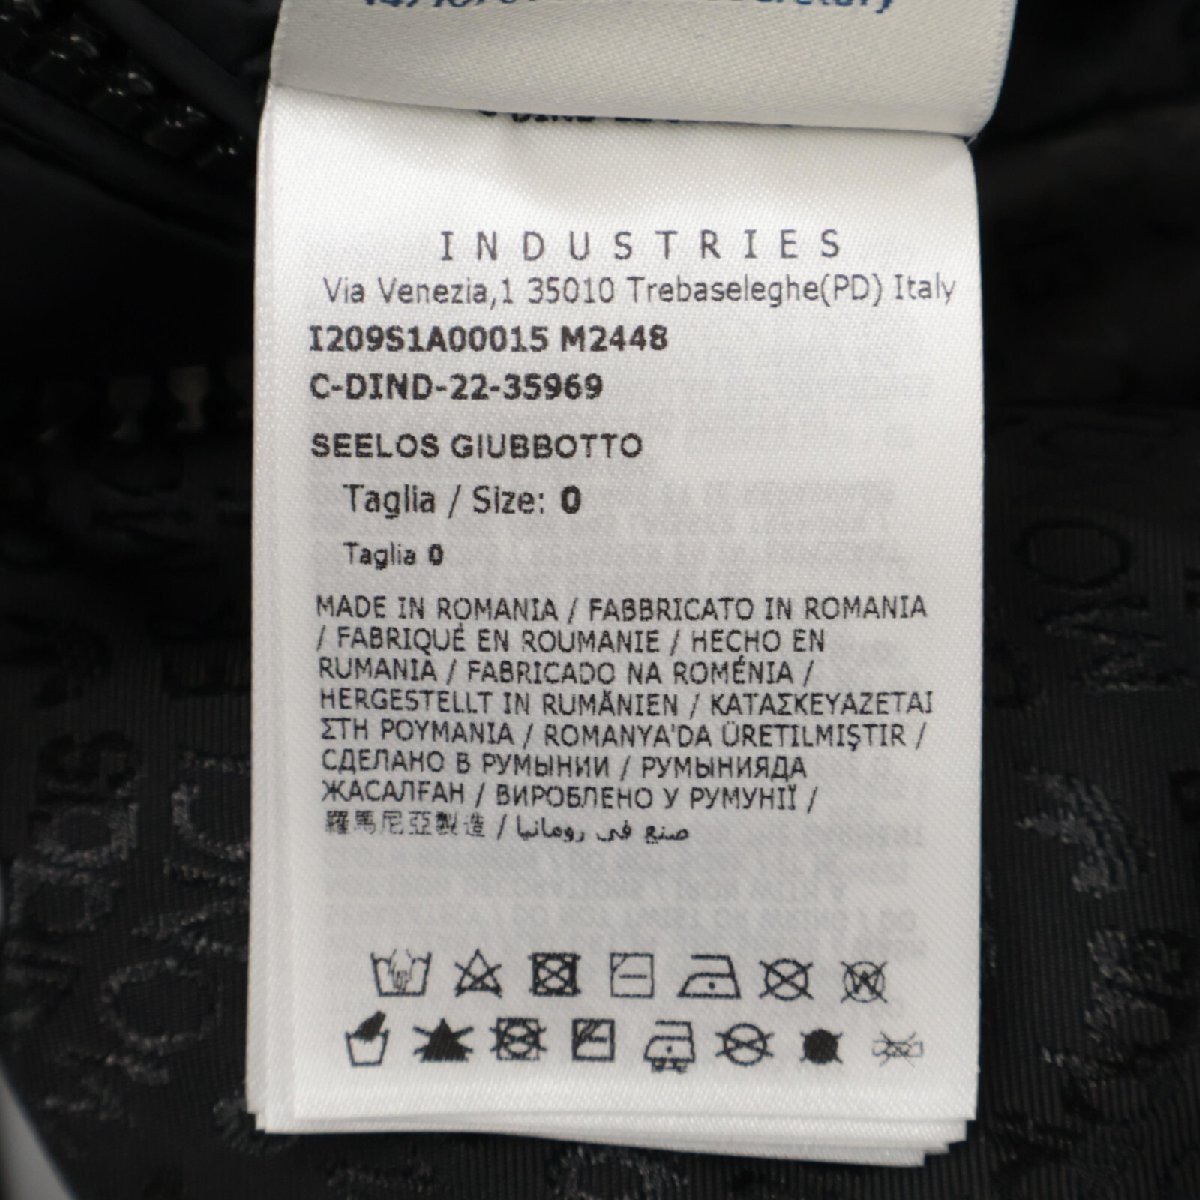 INDUSTRIES
Via Venezia,1 35010 Trebaseleghe(PD) Italy
I209S1A00015 M2448
C-DIND-22-35969
SEELOS GIUBBOTTO
Taglia / Size: 0
Taglia 0
MADE IN ROMANIA / FABBRICATO IN ROMANIA
/ FABRIQUÉ EN ROUMANIE / HECHO EN
RUMANIA / FABRICADO NA ROMÉNIA /
HERGESTELLT IN RUMÄNIEN / ΚΑΤΑΣΚΕΥΑΖΕΤΑΙ
ΣΤΗ ΡΟΥΜΑΝΙΑ / ROMANYA'DA ÜRETILMIŞTIR /
СДЕЛАНО В РУМЫНИИ / РУМЫНИЯДА
ЖАСАЛҒАН / ВИРОБЛЕНО У РУМУНІЇ /
羅馬尼亞製造 / صنع في رومانيا